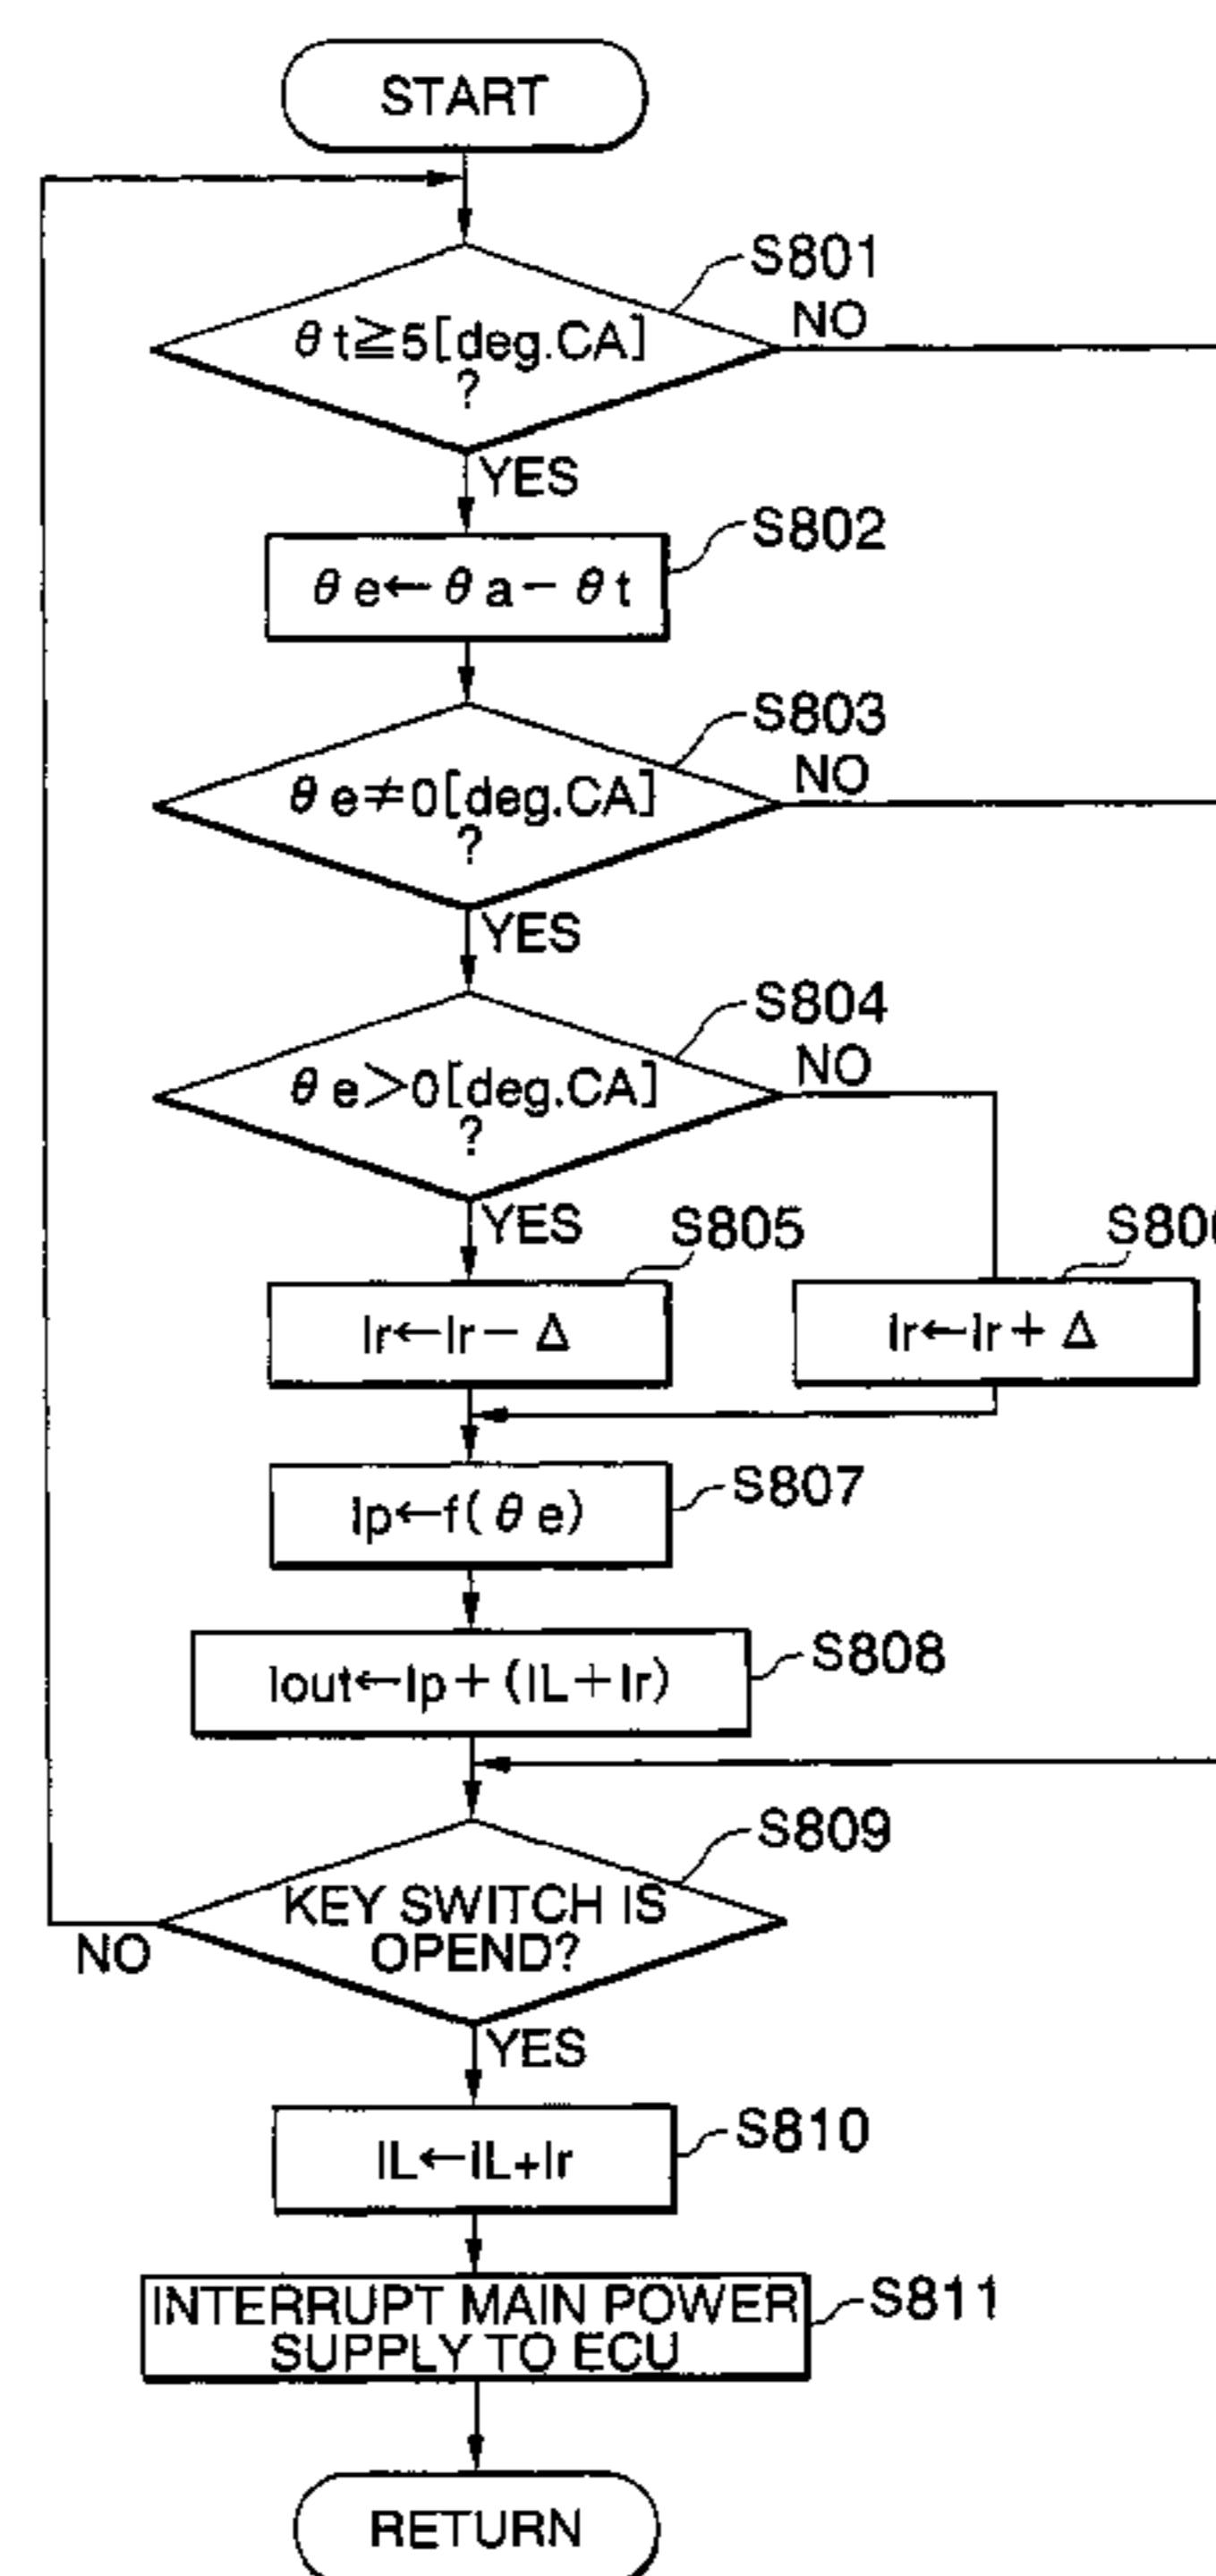 START
S801
θt≧5[deg.CA]
?
NO
YES
S802
θe←θa−θt
S803
θe≠0[deg.CA]
?
NO
YES
S804
θe>0[deg.CA]
?
NO
YES
S805
Ir←Ir−Δ
Ir←Ir+Δ
S807
Ip←f(θe)
S808
Iout←Ip+(IL+Ir)
S809
KEY SWITCH IS
OPEND?
NO
YES
S810
IL←IL+Ir
S811
INTERRUPT MAIN POWER
SUPPLY TO ECU
RETURN